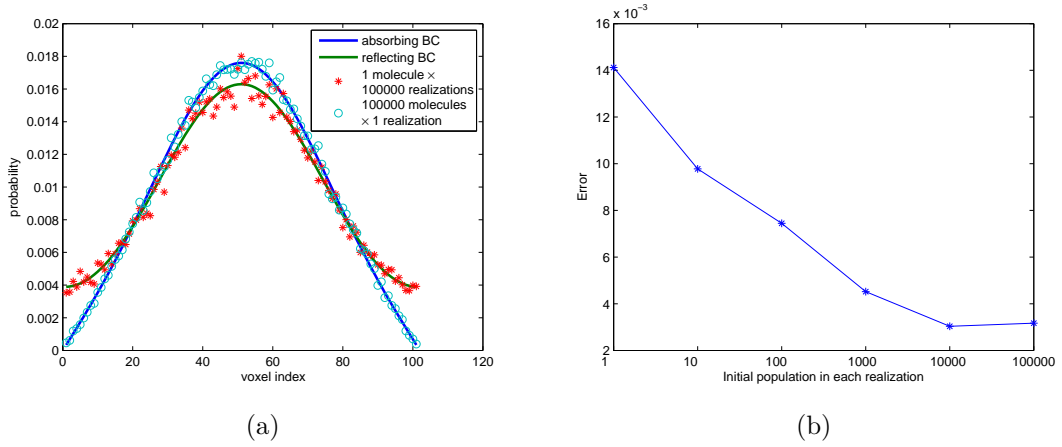 0.02
0.018
0.016
0.014
0.012
0.01
0.008
0.006
0.004
0.002
0
probability
0 20 40 60 80 100 120
voxel index
absorbing BC
reflecting BC
1 molecule ×
100000 realizations
100000 molecules
× 1 realization
(a)
16 x 10⁻³
14
12
10
8
6
4
2
Error
1 10 100 1000 10000 100000
Initial population in each realization
(b)